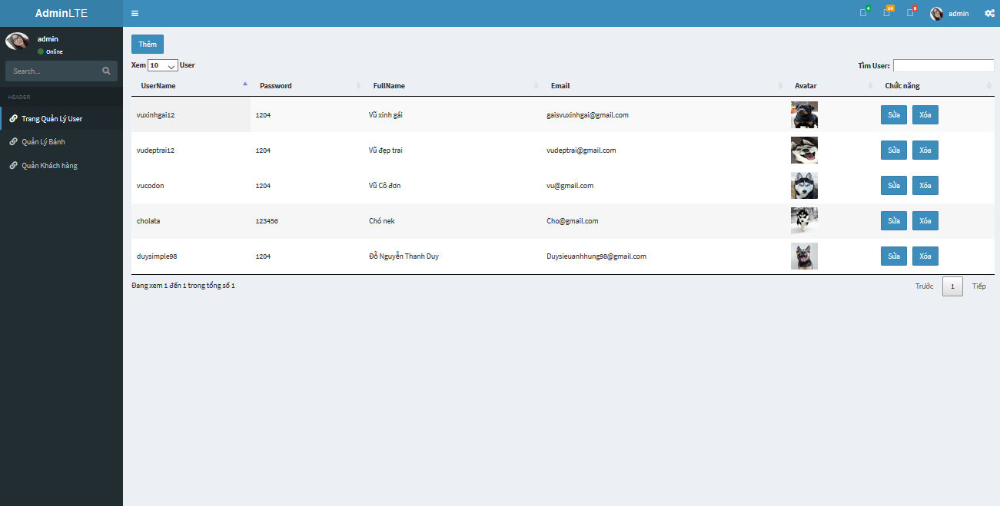 AdminLTE
4
10
9
admin
admin
Online
Search...
HEADER
Trang Quản Lý User
Quản Lý Bánh
Quản Khách hàng
Thêm
Xem 10 User
Tìm User:
UserName Password FullName Email Avatar Chức năng
vuxinhgai12 1204 Vũ xinh gái gaisvuxinhgai@gmail.com Sửa Xóa
vudeptrai12 1204 Vũ đẹp trai vudeptrai@gmail.com Sửa Xóa
vucodon 1204 Vũ Cô đơn vu@gmail.com Sửa Xóa
cholata 123456 Chó nek Cho@gmail.com Sửa Xóa
duysimple98 1204 Đỗ Nguyễn Thanh Duy Duysieuanhhung98@gmail.com Sửa Xóa
Đang xem 1 đến 1 trong tổng số 1
Trước 1 Tiếp